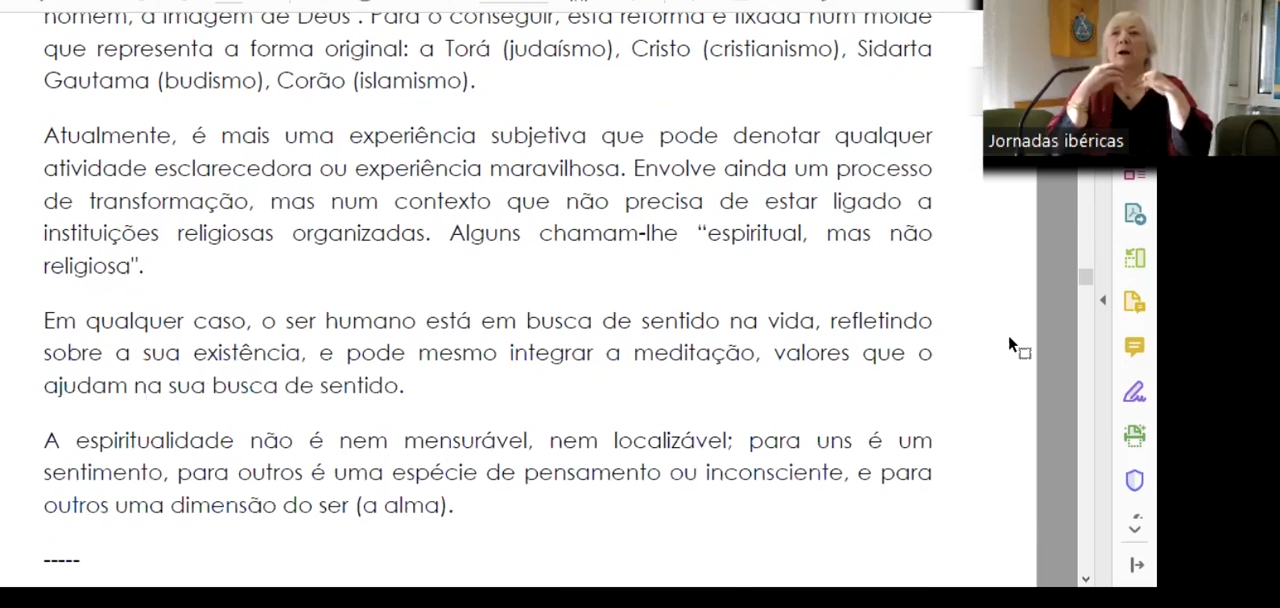 homem, à imagem de Deus". Para o conseguir, esta reforma é fixada num molde
que representa a forma original: a Torá (judaísmo), Cristo (cristianismo), Sidarta
Gautama (budismo), Corão (islamismo).
Atualmente, é mais uma experiência subjetiva que pode denotar qualquer
atividade esclarecedora ou experiência maravilhosa. Envolve ainda um processo
de transformação, mas num contexto que não precisa de estar ligado a
instituições religiosas organizadas. Alguns chamam-lhe “espiritual, mas não
religiosa".
Em qualquer caso, o ser humano está em busca de sentido na vida, refletindo
sobre a sua existência, e pode mesmo integrar a meditação, valores que o
ajudam na sua busca de sentido.
A espiritualidade não é nem mensurável, nem localizável; para uns é um
sentimento, para outros é uma espécie de pensamento ou inconsciente, e para
outros uma dimensão do ser (a alma).
-----
Jornadas ibéricas